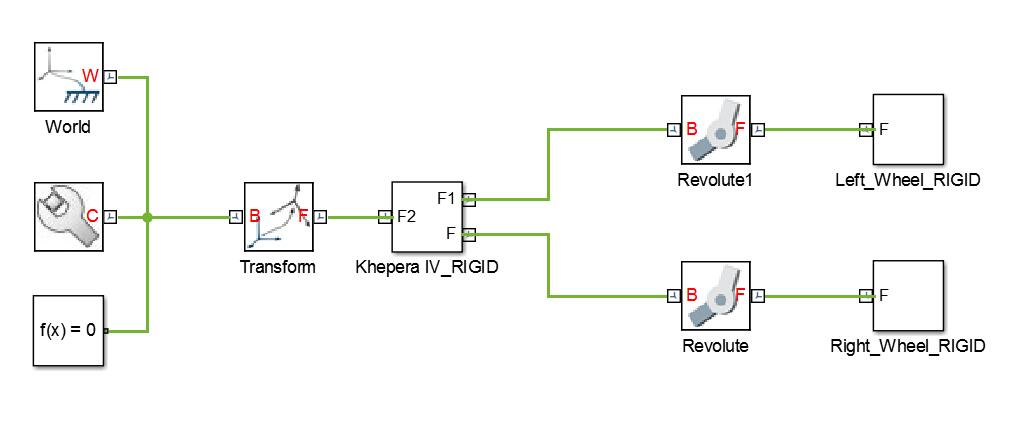 W
World
C
f(x) = 0
B
F
Transform
F1
F2
F
Khepera IV_RIGID
B
F
Revolute1
F
Left_Wheel_RIGID
B
F
Revolute
F
Right_Wheel_RIGID